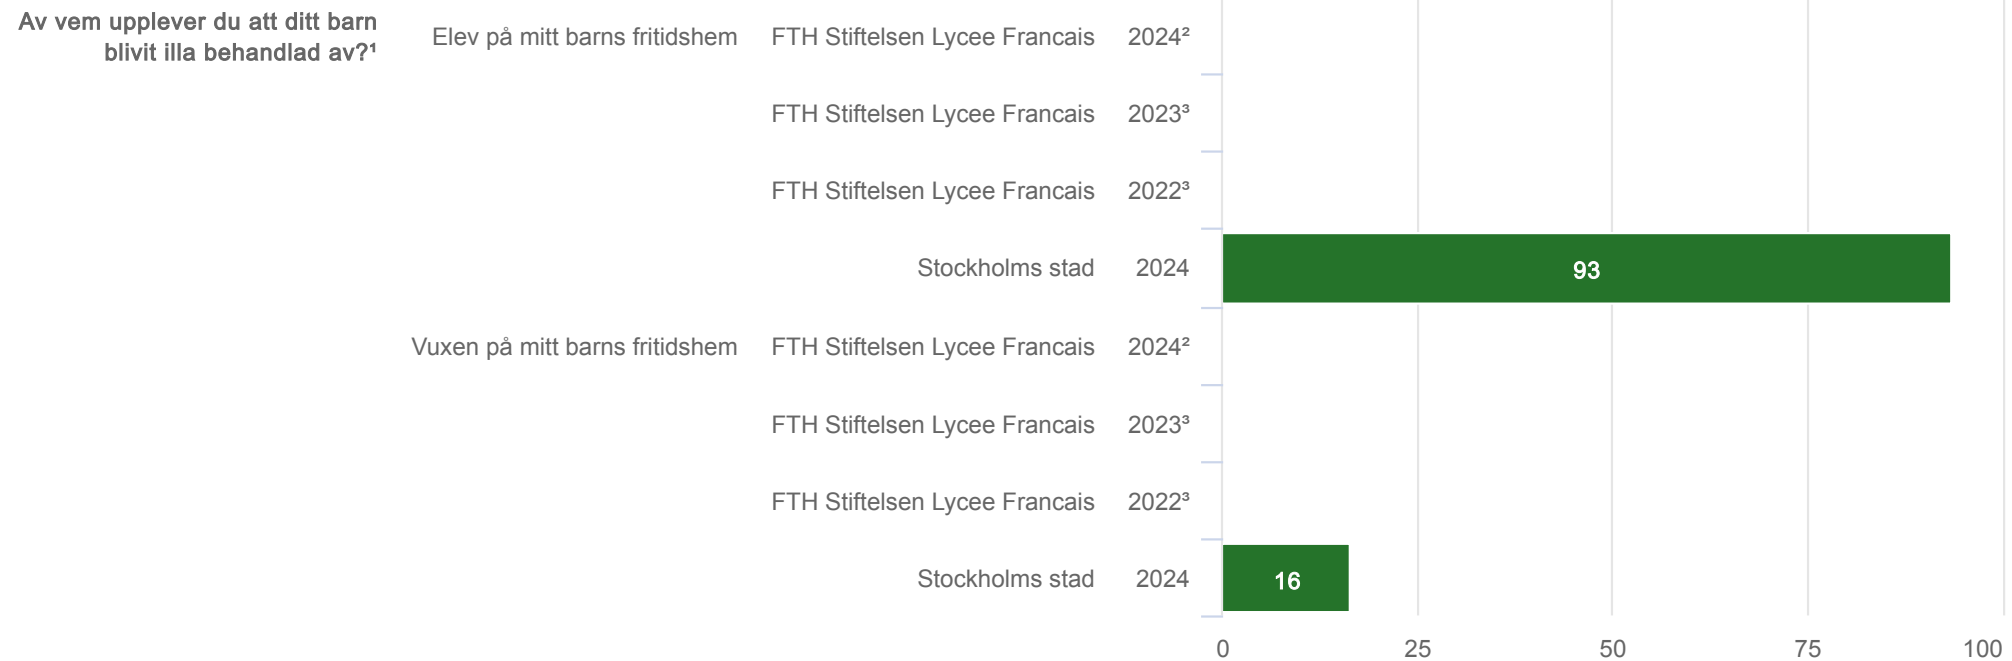 Av vem upplever du att ditt barn
blivit illa behandlad av?¹
Elev på mitt barns fritidshem FTH Stiftelsen Lycee Francais 2024²
FTH Stiftelsen Lycee Francais 2023³
FTH Stiftelsen Lycee Francais 2022³
Stockholms stad 2024 93
Vuxen på mitt barns fritidshem FTH Stiftelsen Lycee Francais 2024²
FTH Stiftelsen Lycee Francais 2023³
FTH Stiftelsen Lycee Francais 2022³
Stockholms stad 2024 16
0 25 50 75 100